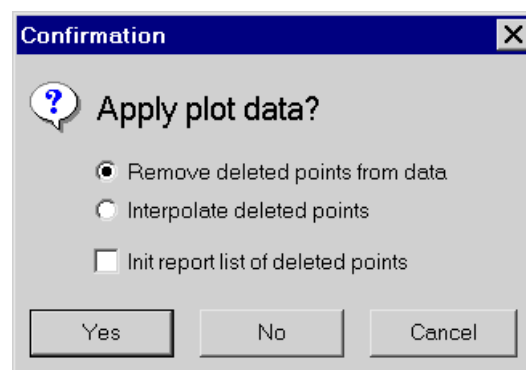 Confirmation
Apply plot data?
Remove deleted points from data
Interpolate deleted points
Init report list of deleted points
Yes No Cancel